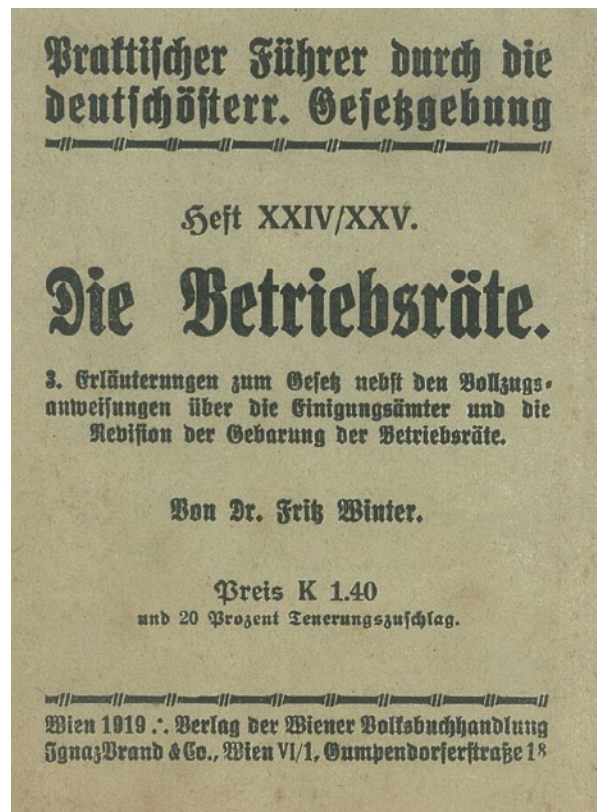 Praktischer Führer durch die
deutschösterr. Gesetzgebung
Heft XXIV/XXV.
Die Betriebsräte.
3. Erläuterungen zum Gesetz nebst den Vollzugs-
anweisungen über die Einigungsämter und die
Revision der Gebarung der Betriebsräte.
Von Dr. Fritz Winter.
Preis K 1.40
und 20 Prozent Teuerungszuschlag.
Wien 1919 ∴ Verlag der Wiener Volksbuchhandlung
Ignaz Brand & Co., Wien VI/1, Gumpendorferstraße 18